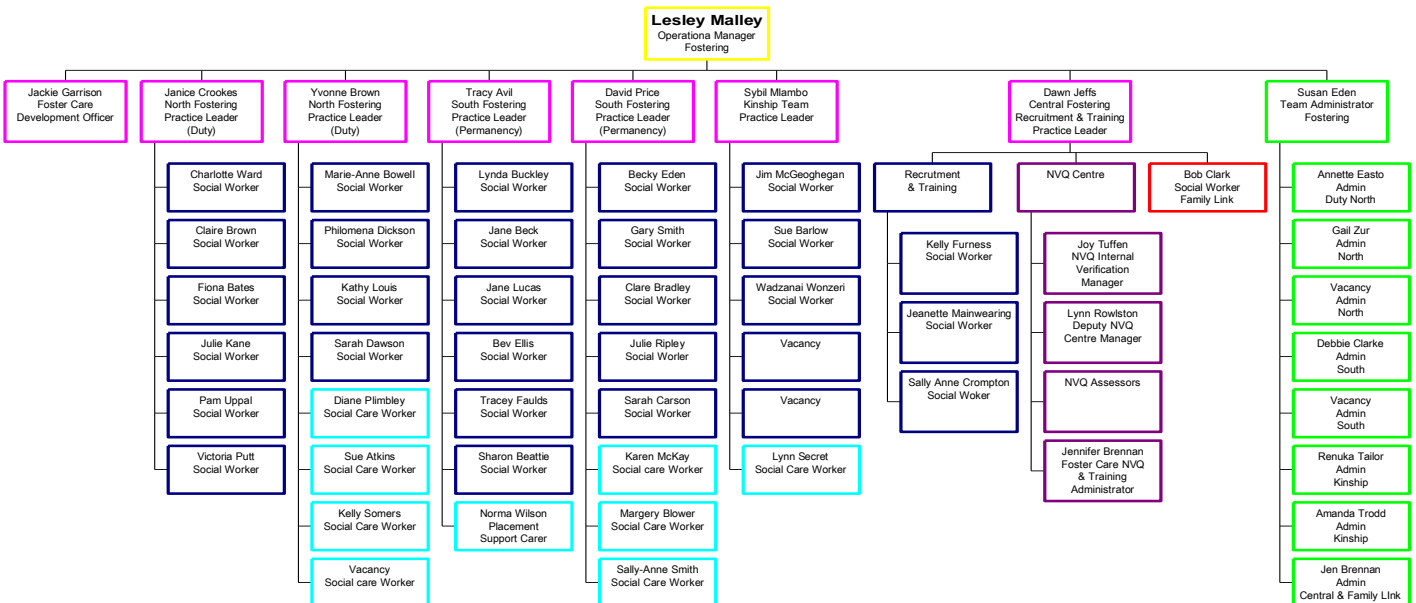 Lesley Malley
Operationa Manager
Fostering
Jackie Garrison
Foster Care
Development Officer
Janice Crookes
North Fostering
Practice Leader
(Duty)
Yvonne Brown
North Fostering
Practice Leader
(Duty)
Tracy Avil
South Fostering
Practice Leader
(Permanency)
David Price
South Fostering
Practice Leader
(Permanency)
Sybil Mlambo
Kinship Team
Practice Leader
Dawn Jeffs
Central Fostering
Recruitment & Training
Practice Leader
Susan Eden
Team Administrator
Fostering
Charlotte Ward
Social Worker
Claire Brown
Social Worker
Fiona Bates
Social Worker
Julie Kane
Social Worker
Pam Uppal
Social Worker
Victoria Putt
Social Worker
Marie-Anne Bowell
Social Worker
Philomena Dickson
Social Worker
Kathy Louis
Social Worker
Sarah Dawson
Social Worker
Diane Plimbley
Social Care Worker
Sue Atkins
Social Care Worker
Kelly Somers
Social Care Worker
Vacancy
Social care Worker
Lynda Buckley
Social Worker
Jane Beck
Social Worker
Jane Lucas
Social Worker
Bev Ellis
Social Worker
Tracey Faulds
Social Worker
Sharon Beattie
Social Worker
Norma Wilson
Placement
Support Carer
Becky Eden
Social Worker
Gary Smith
Social Worker
Clare Bradley
Social Worker
Julie Ripley
Social Worler
Sarah Carson
Social Worker
Karen McKay
Social care Worker
Margery Blower
Social Care Worker
Sally-Anne Smith
Social Care Worker
Jim McGeoghegan
Social Worker
Sue Barlow
Social Worker
Wadzanai Wonzeri
Social Worker
Vacancy
Vacancy
Lynn Secret
Social Care Worker
Recrutment
& Training
Kelly Furness
Social Worker
Jeanette Mainwearing
Social Worker
Sally Anne Crompton
Social Woker
NVQ Centre
Joy Tuffen
NVQ Internal
Verification
Manager
Lynn Rowlston
Deputy NVQ
Centre Manager
NVQ Assessors
Jennifer Brennan
Foster Care NVQ
& Training
Administrator
Bob Clark
Social Worker
Family Link
Annette Easto
Admin
Duty North
Gail Zur
Admin
North
Vacancy
Admin
North
Debbie Clarke
Admin
South
Vacancy
Admin
South
Renuka Tailor
Admin
Kinship
Amanda Trodd
Admin
Kinship
Jen Brennan
Admin
Central & Family LInk